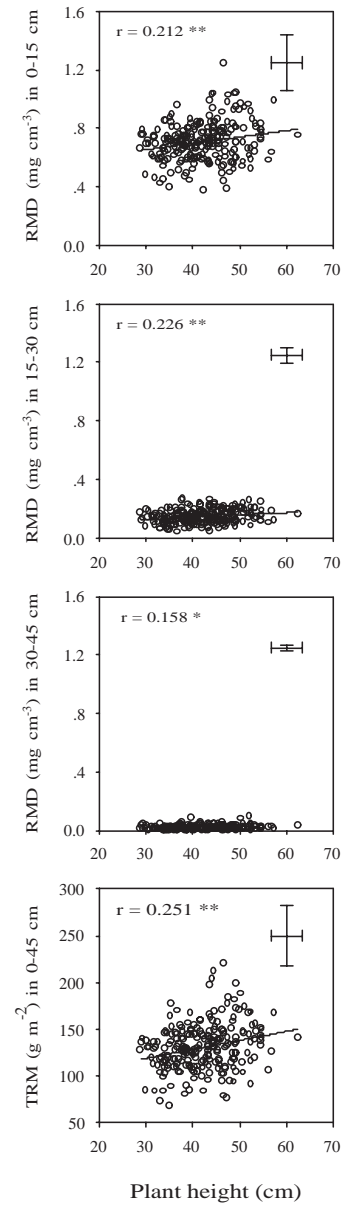 r = 0.212 **
RMD (mg cm⁻³) in 0-15 cm
1.6
1.2
.8
.4
0.0
20 30 40 50 60 70
r = 0.226 **
RMD (mg cm⁻³) in 15-30 cm
1.6
1.2
.8
.4
0.0
20 30 40 50 60 70
r = 0.158 *
RMD (mg cm⁻³) in 30-45 cm
1.6
1.2
.8
.4
0.0
20 30 40 50 60 70
r = 0.251 **
TRM (g m⁻²) in 0-45 cm
300
250
200
150
100
50
20 30 40 50 60 70
Plant height (cm)